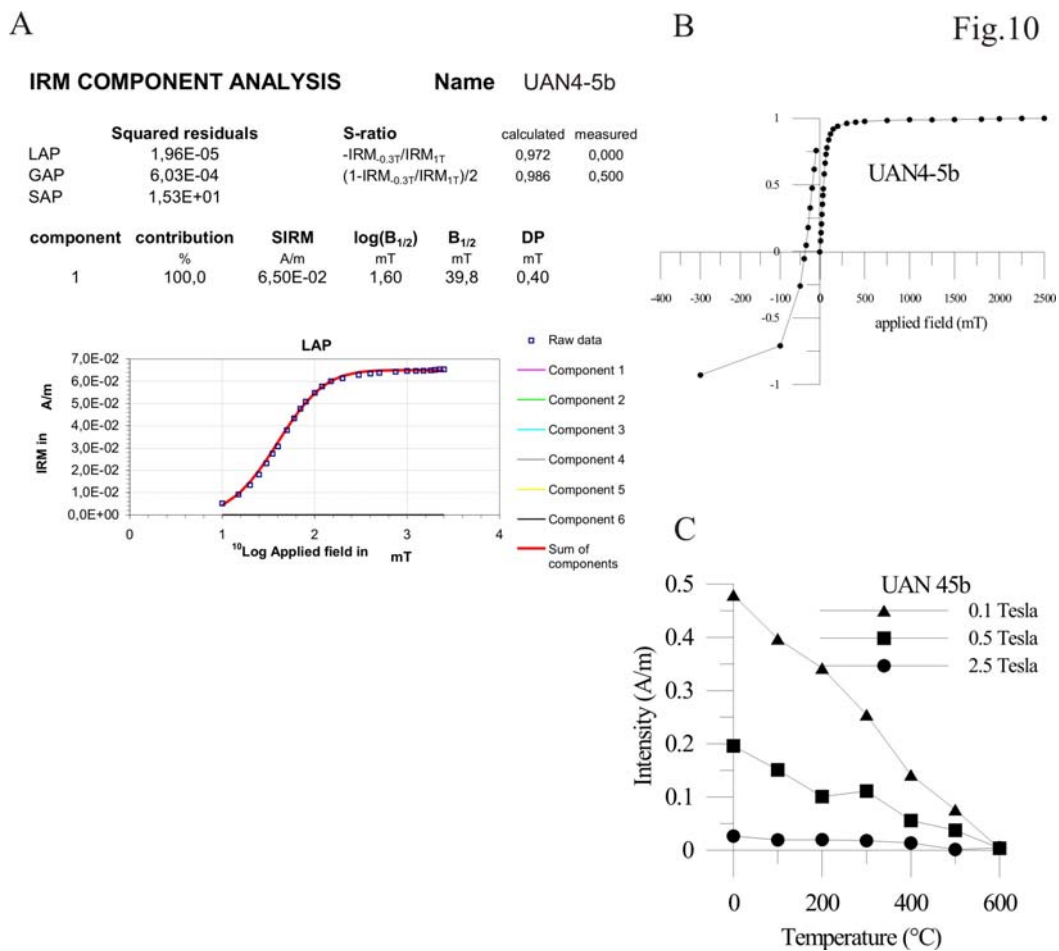 A
B
Fig.10
IRM COMPONENT ANALYSIS Name UAN4-5b
Squared residuals S-ratio calculated measured
LAP 1,96E-05 -IRM-0.3T/IRM1T 0,972 0,000
GAP 6,03E-04 (1-IRM-0.3T/IRM1T)/2 0,986 0,500
SAP 1,53E+01
component contribution SIRM log(B1/2) B1/2 DP
% A/m mT mT mT
1 100,0 6,50E-02 1,60 39,8 0,40
LAP
IRM in A/m
7,0E-02
6,0E-02
5,0E-02
4,0E-02
3,0E-02
2,0E-02
1,0E-02
0,0E+00
0 1 2 3 4
10Log Applied field in mT
Raw data
Component 1
Component 2
Component 3
Component 4
Component 5
Component 6
Sum of
components
1
0.5
0
-0.5
-1
UAN4-5b
-400 -300 -200 -100 0 500 1000 1500 2000 2500
applied field (mT)
C
UAN 45b
0.1 Tesla
0.5 Tesla
2.5 Tesla
Intensity (A/m)
0.5
0.4
0.3
0.2
0.1
0
0 200 400 600
Temperature (°C)